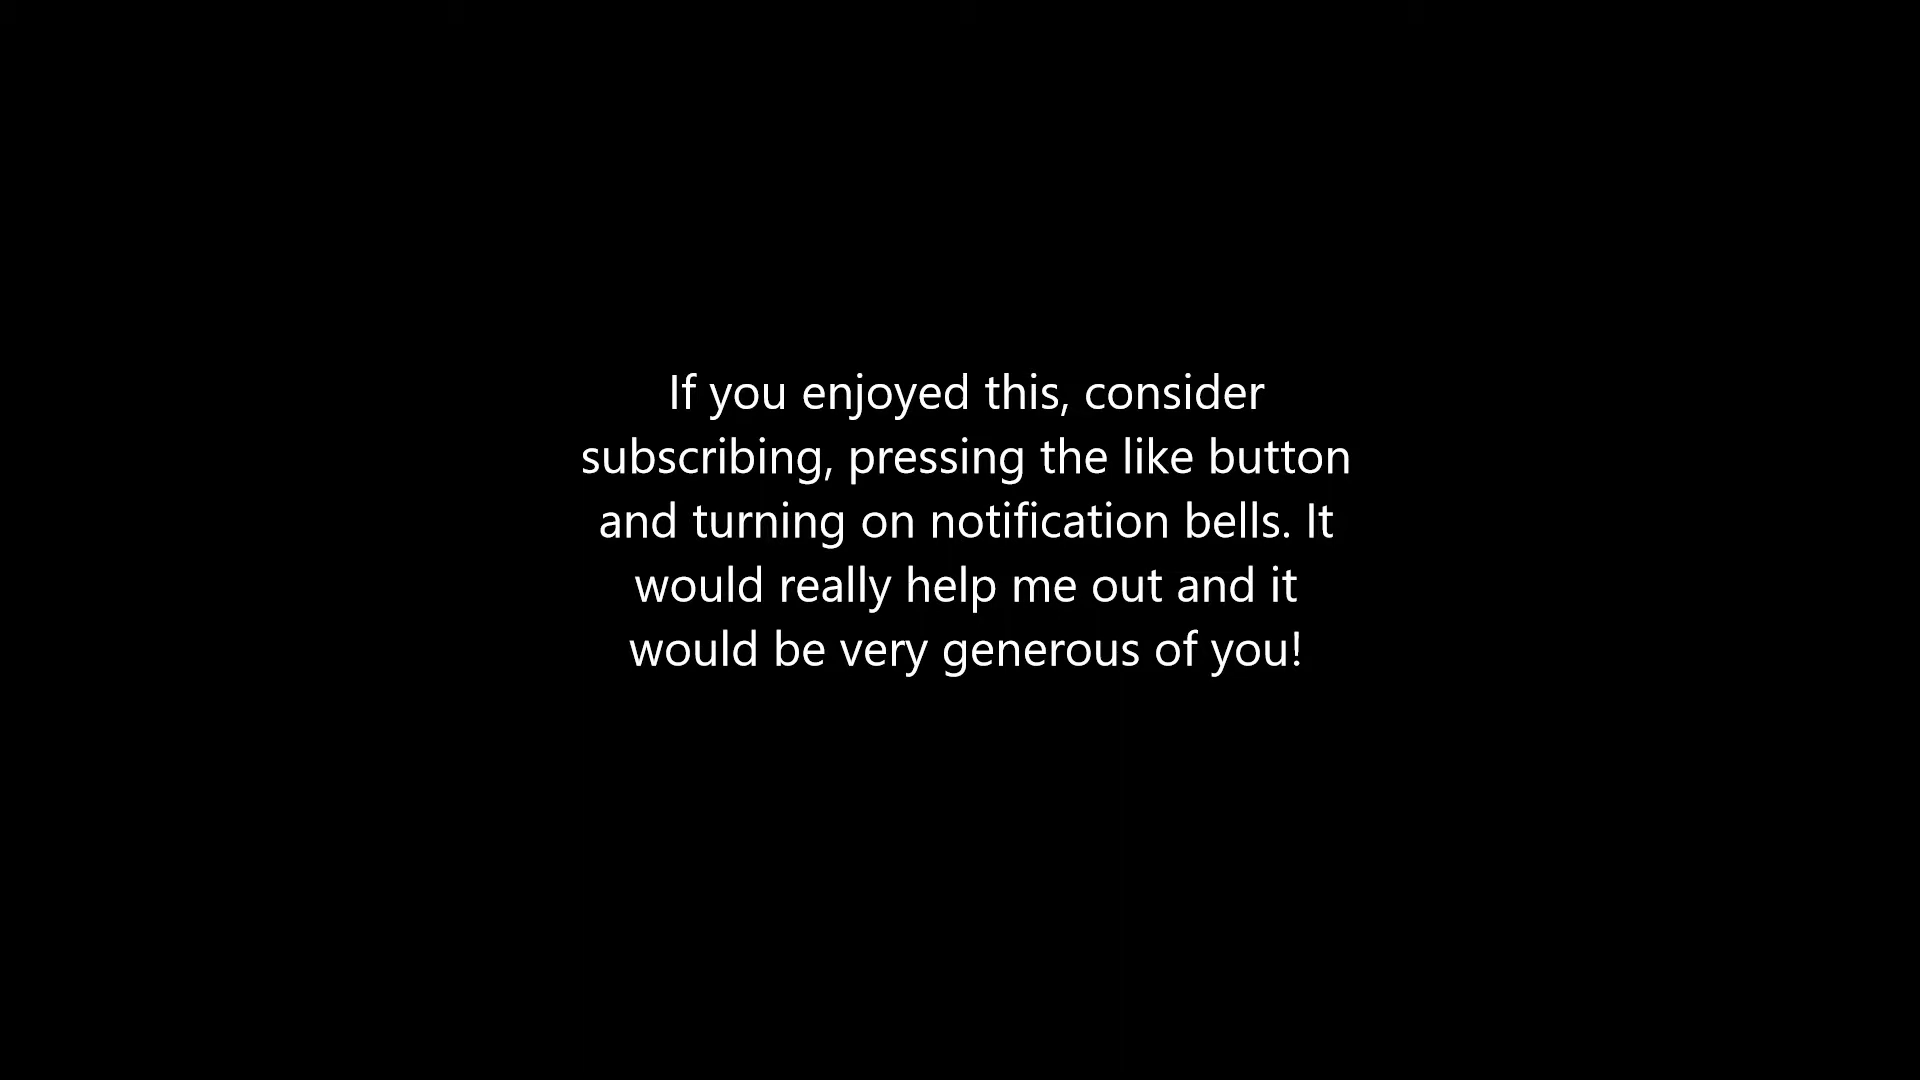 If you enjoyed this, consider
subscribing, pressing the like button
and turning on notification bells. It
would really help me out and it
would be very generous of you!